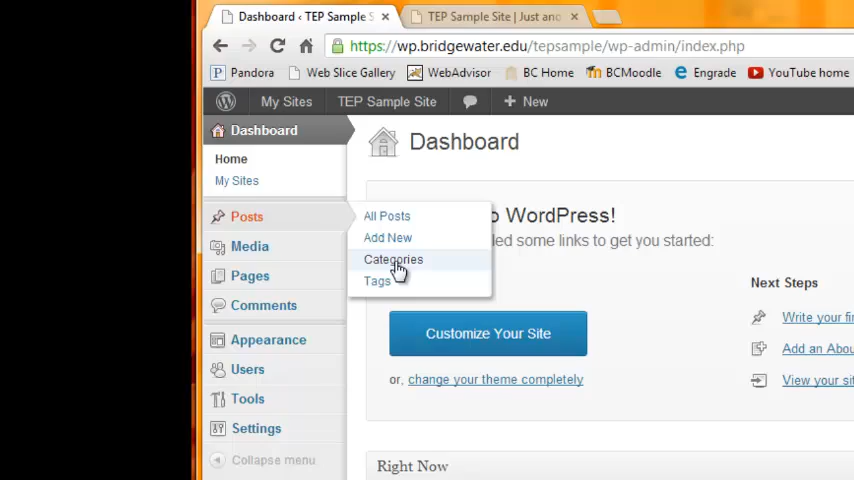 Dashboard ‹ TEP Sample S
TEP Sample Site | Just ano
https://wp.bridgewater.edu/tepsample/wp-admin/index.php
Pandora Web Slice Gallery WebAdvisor BC Home BCMoodle Engrade YouTube home
My Sites TEP Sample Site + New
Dashboard
Home
My Sites
Posts
Media
Pages
Comments
Appearance
Users
Tools
Settings
Collapse menu
All Posts
Add New
Categories
Tags
Dashboard
o WordPress!
led some links to get you started:
Customize Your Site
or, change your theme completely
Next Steps
Write your fir
Add an Abou
View your sit
Right Now